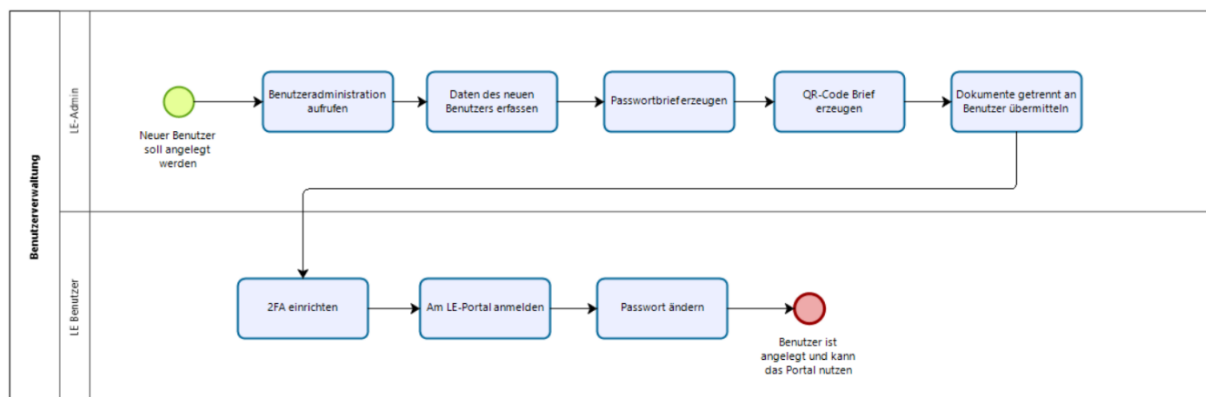 Benutzerverwaltung
LE-Admin
Neuer Benutzer
soll angelegt
werden
Benutzeradministration
aufrufen
Daten des neuen
Benutzers erfassen
Passwortbrieferzeugen
QR-Code Brief
erzeugen
Dokumente getrennt an
Benutzer übermitteln
LE Benutzer
2FA einrichten
Am LE-Portal anmelden
Passwort ändern
Benutzer ist
angelegt und kann
das Portal nutzen